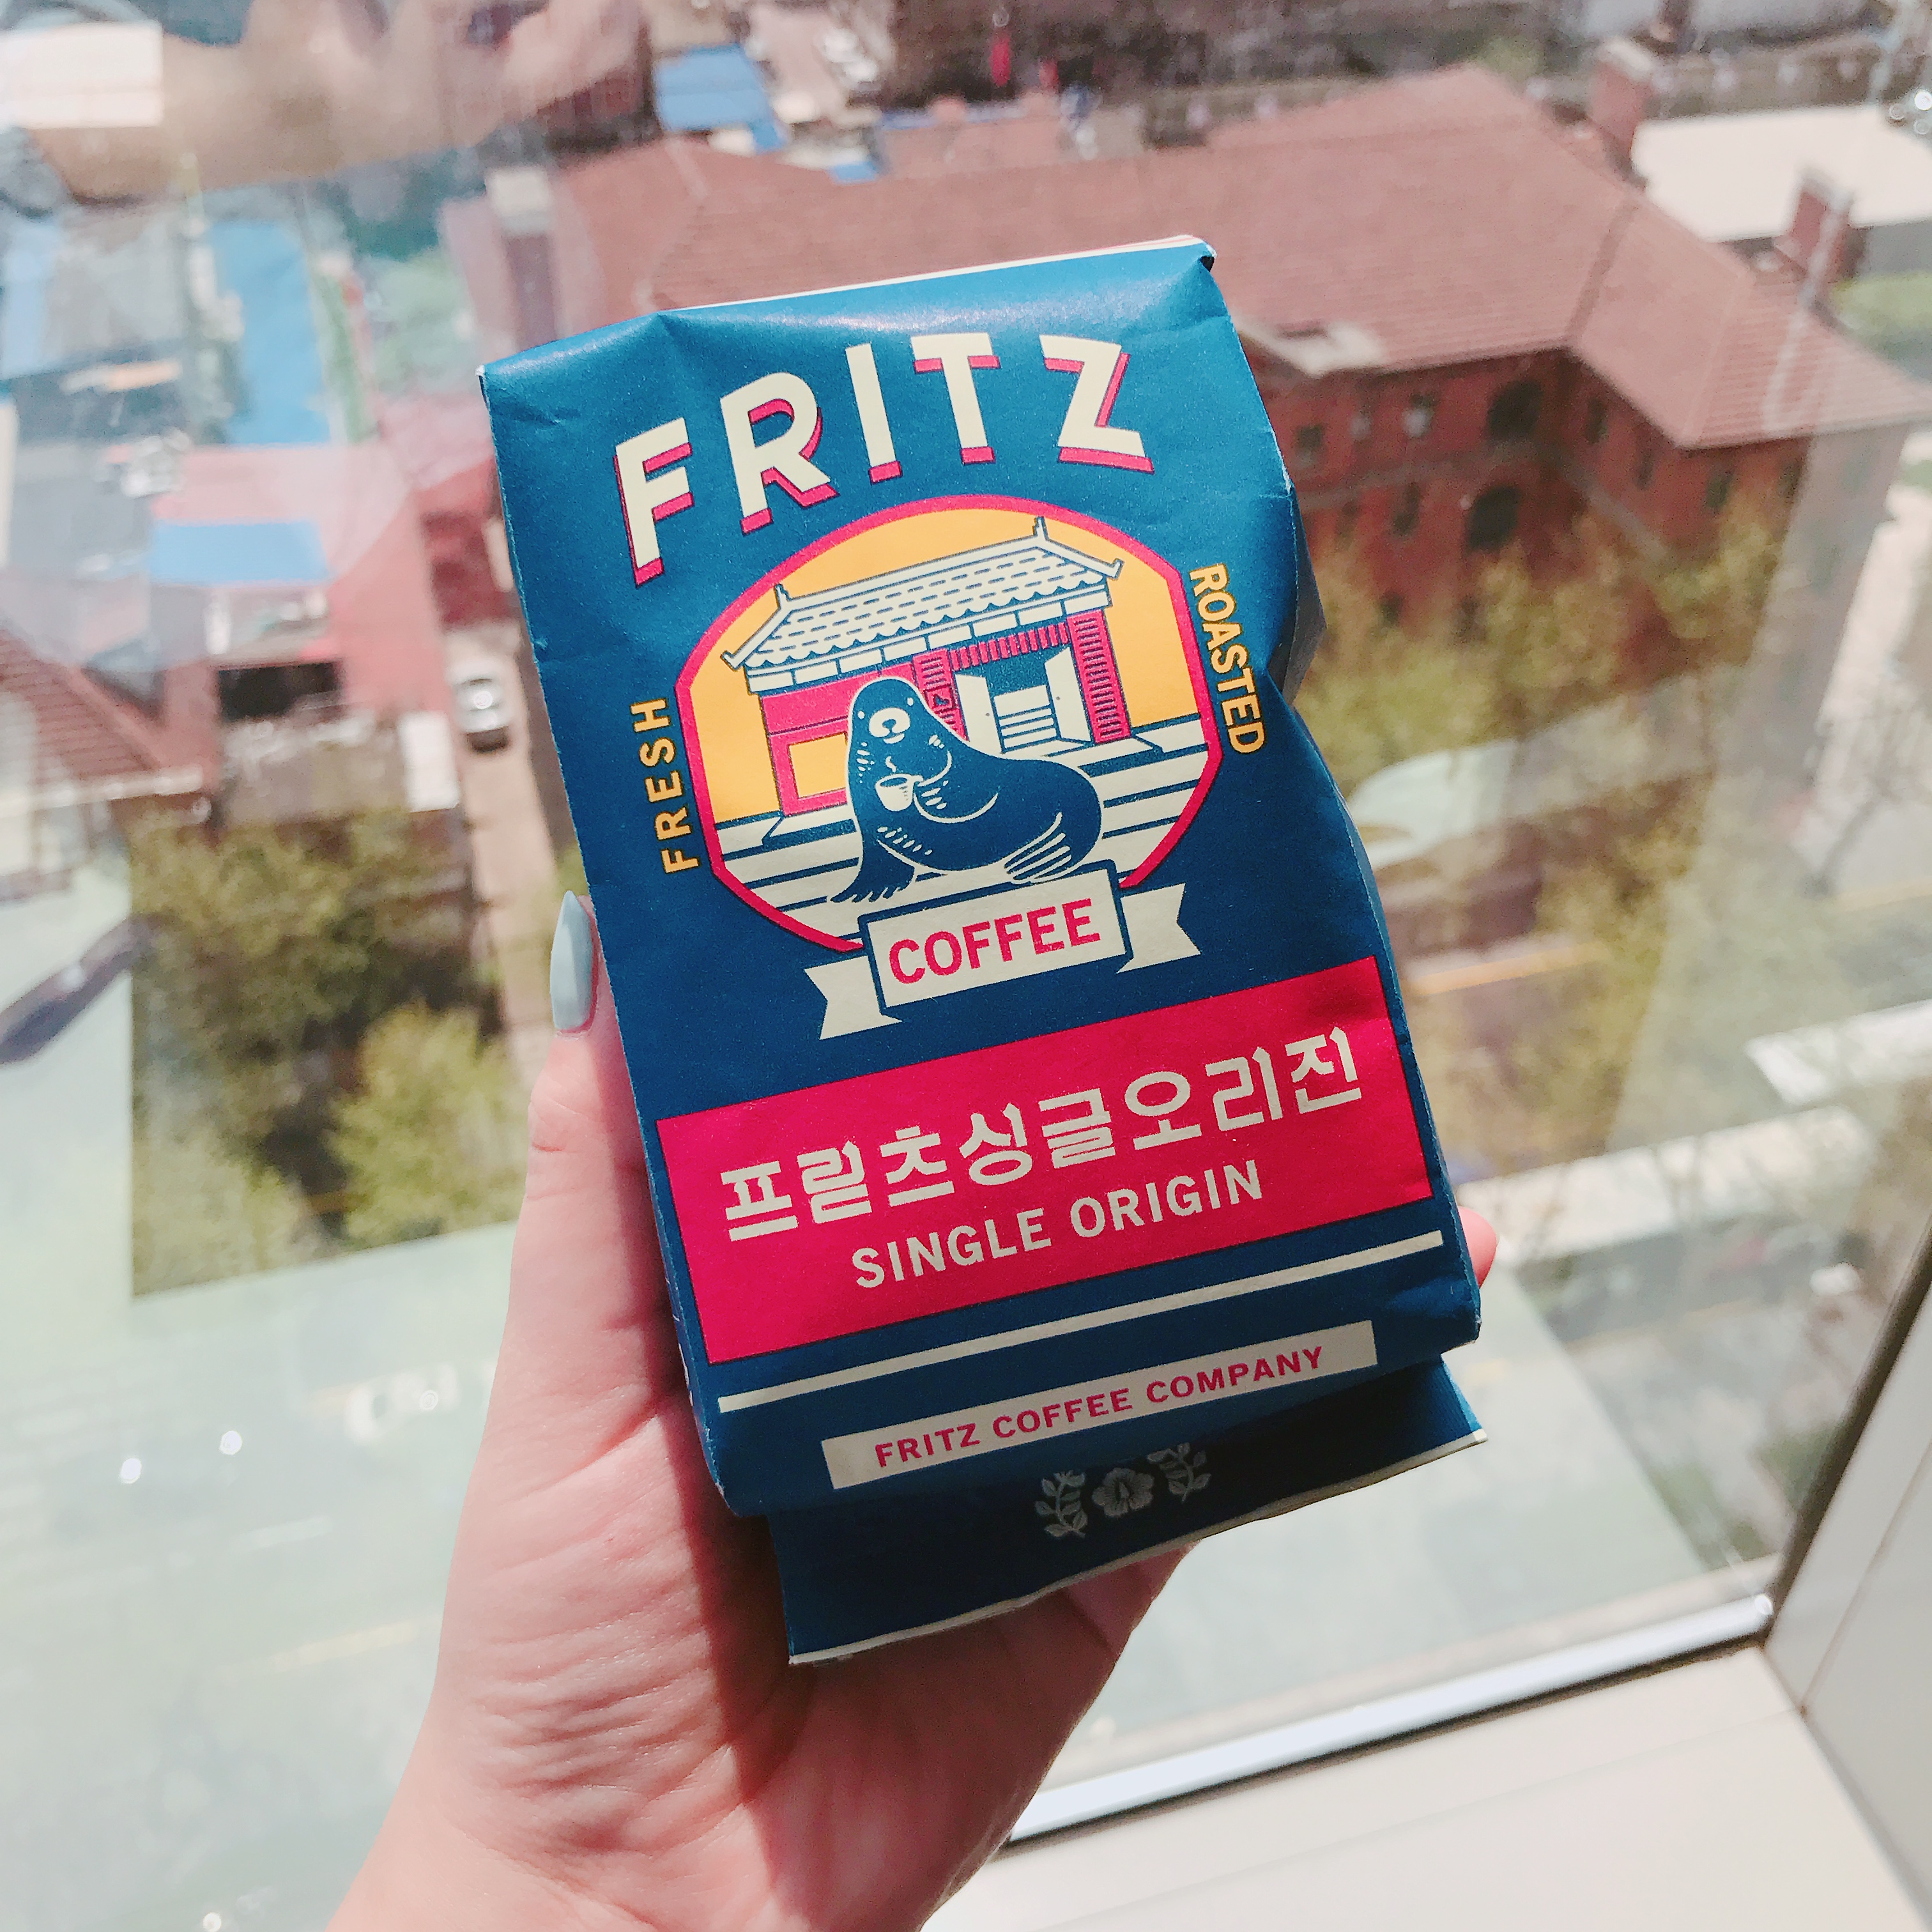 FRITZ
FRESH
ROASTED
COFFEE
프릳츠싱글오리진
SINGLE ORIGIN
FRITZ COFFEE COMPANY